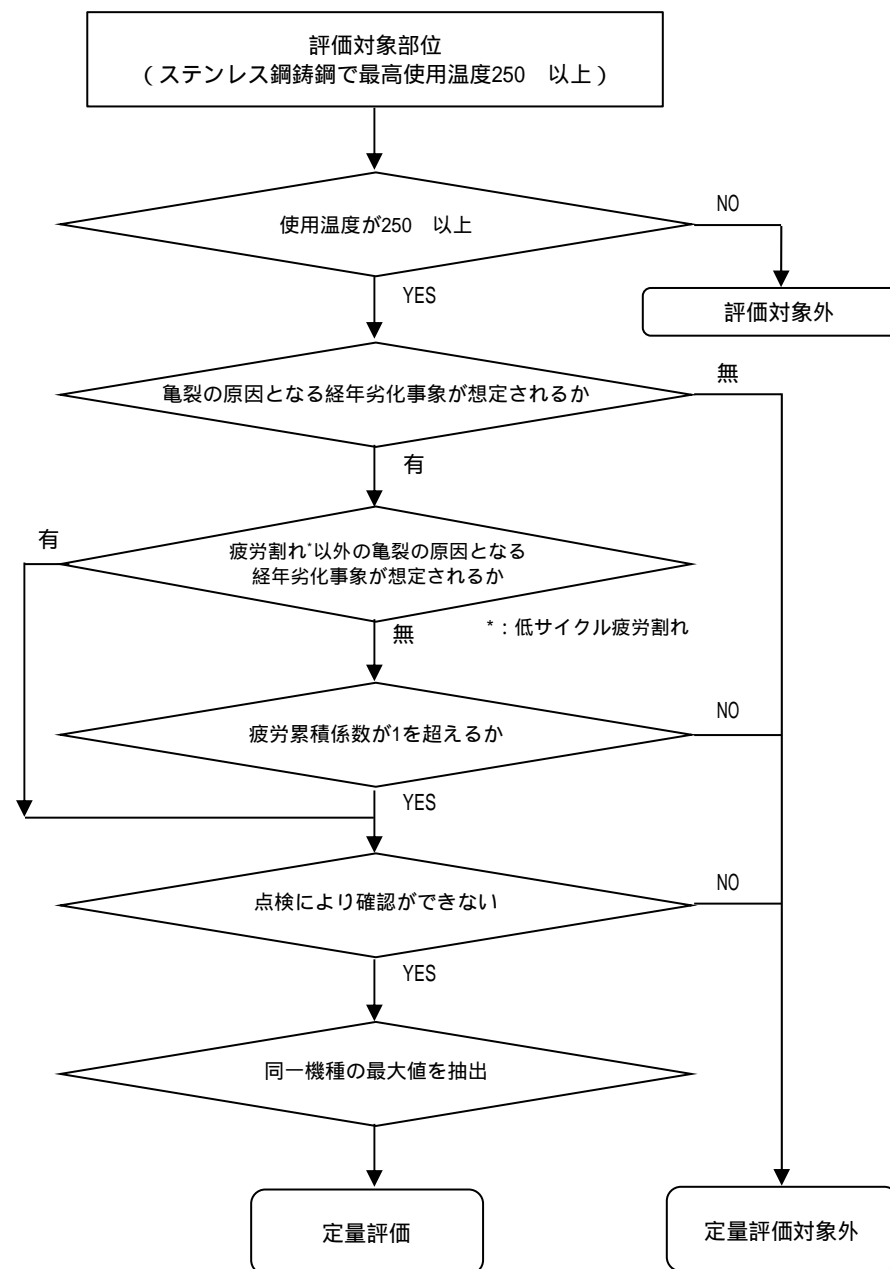 評価対象部位
（ステンレス鋼鋳鋼で最高使用温度250　以上）
使用温度が250　以上
NO
YES
評価対象外
亀裂の原因となる経年劣化事象が想定されるか
無
有
有
疲労割れ*以外の亀裂の原因となる
経年劣化事象が想定されるか
無
*：低サイクル疲労割れ
疲労累積係数が1を超えるか
NO
YES
点検により確認ができない
NO
YES
同一機種の最大値を抽出
定量評価
定量評価対象外